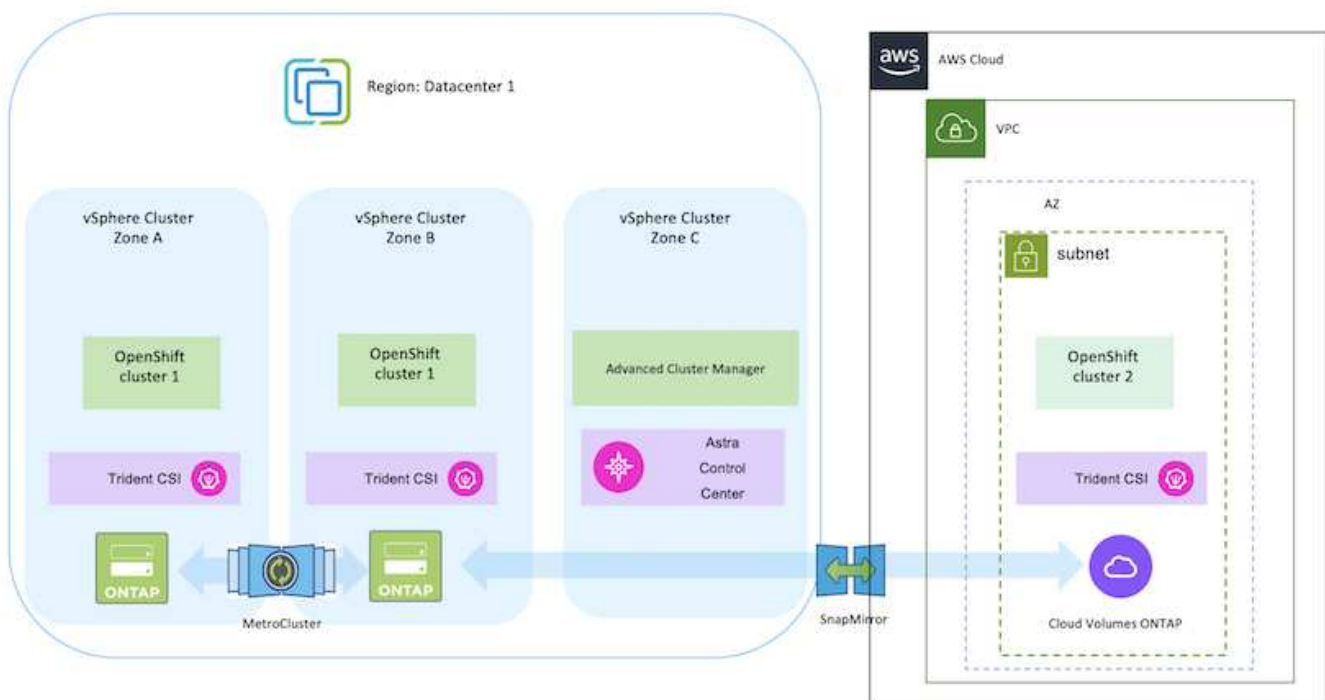 Region: Datacenter 1
aws
AWS Cloud
VPC
AZ
subnet
vSphere Cluster
Zone A
vSphere Cluster
Zone B
vSphere Cluster
Zone C
OpenShift
cluster 1
OpenShift
cluster 1
Advanced Cluster Manager
OpenShift
cluster 2
Trident CSI
Trident CSI
Astra
Control
Center
Trident CSI
ONTAP
ONTAP
MetroCluster
SnapMirror
Cloud Volumes ONTAP